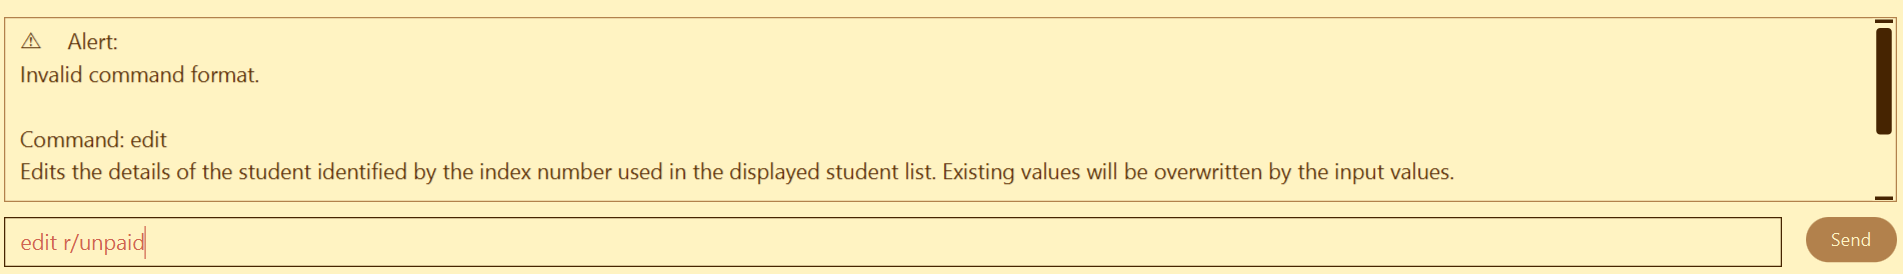 ⚠ Alert:
Invalid command format.
Command: edit
Edits the details of the student identified by the index number used in the displayed student list. Existing values will be overwritten by the input values.
edit r/unpaid
Send